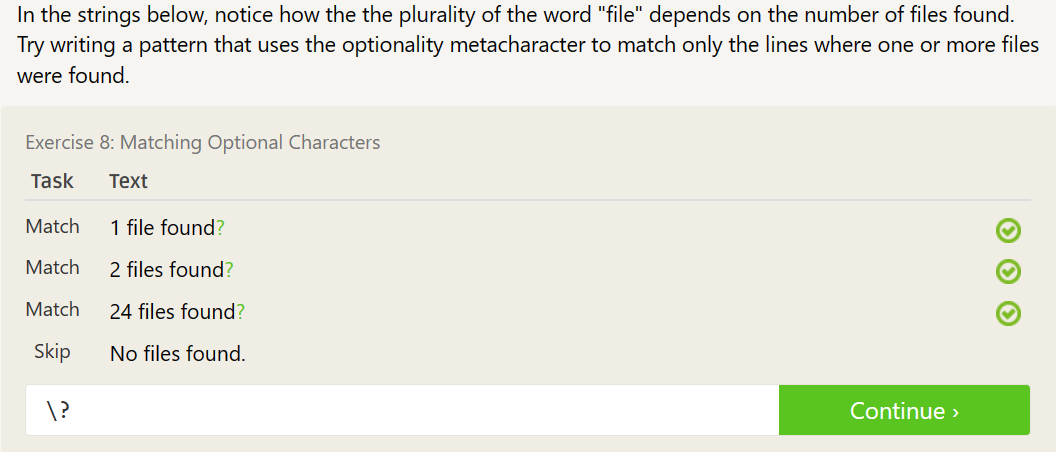 In the strings below, notice how the the plurality of the word "file" depends on the number of files found.
Try writing a pattern that uses the optionality metacharacter to match only the lines where one or more files
were found.
Exercise 8: Matching Optional Characters
Task Text
Match 1 file found?
Match 2 files found?
Match 24 files found?
Skip No files found.
\? Continue ›